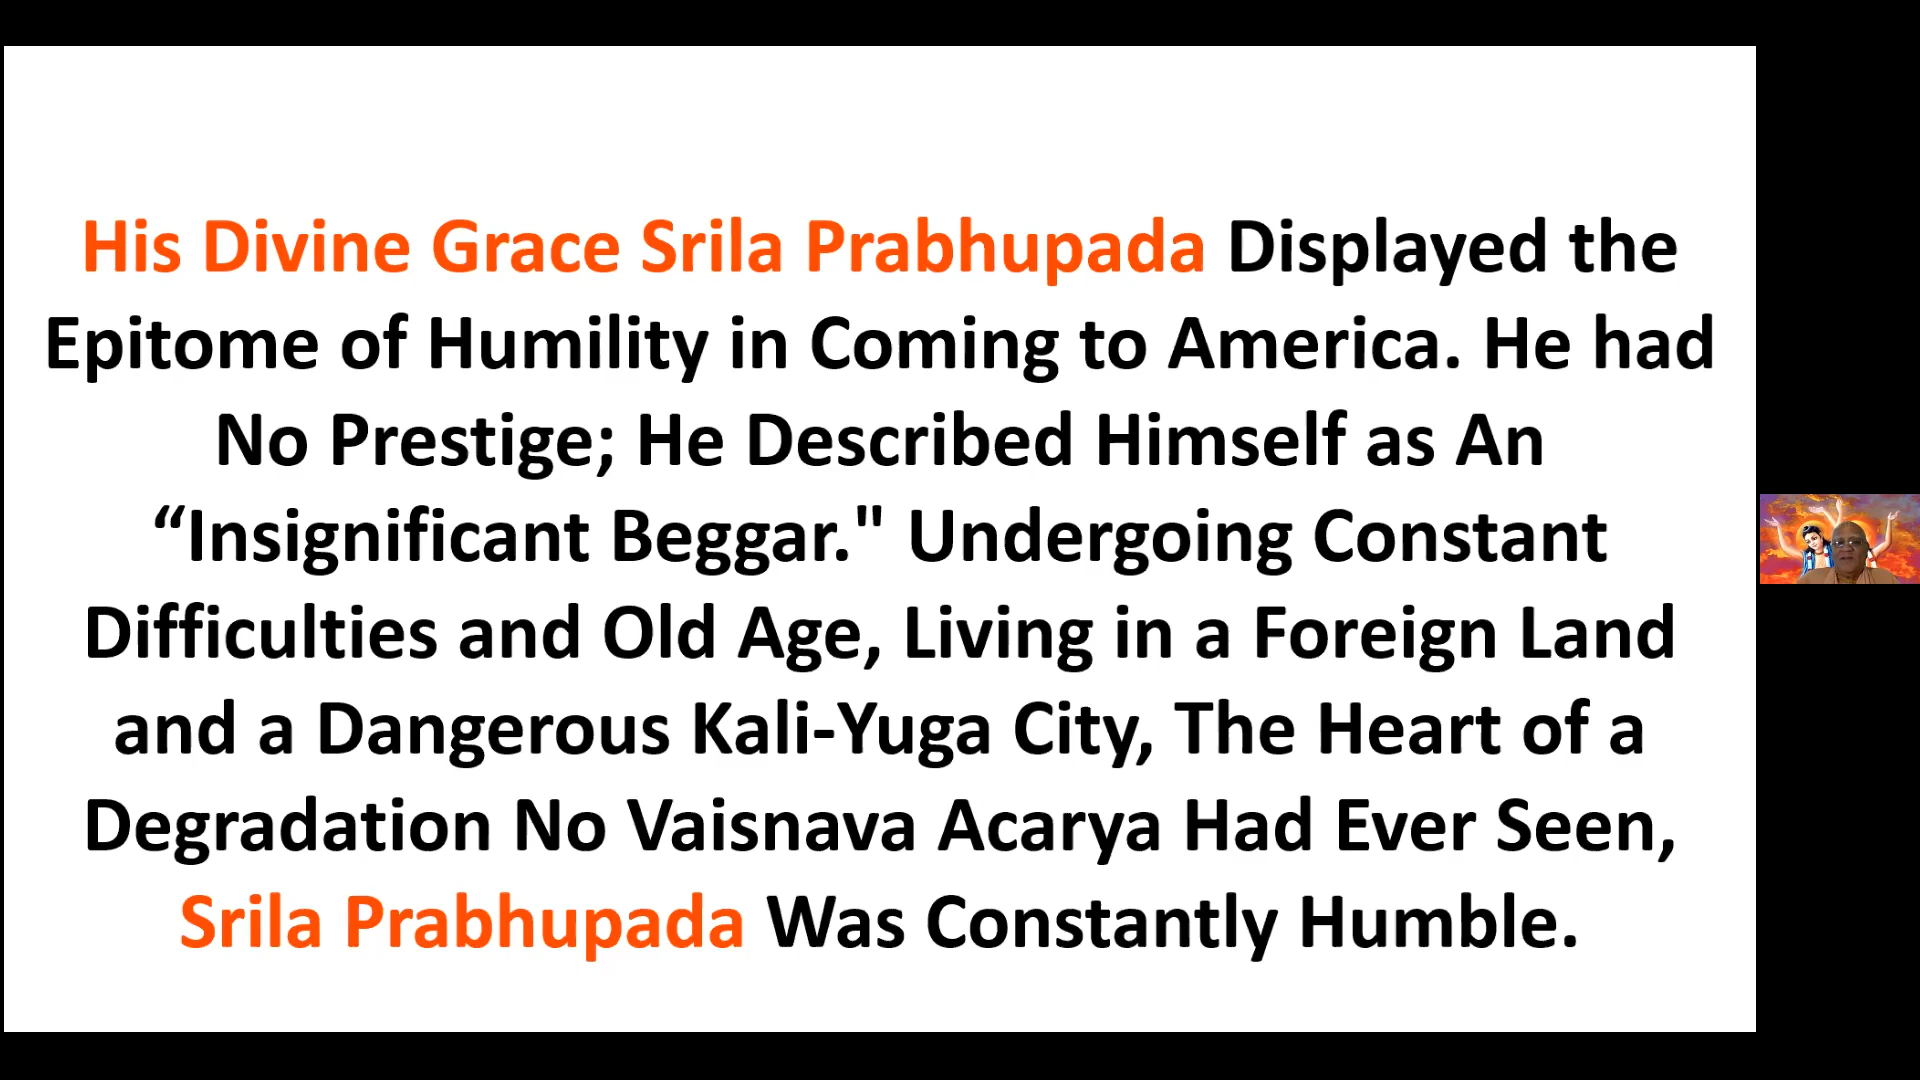 His Divine Grace Srila Prabhupada Displayed the
Epitome of Humility in Coming to America. He had
No Prestige; He Described Himself as An
“Insignificant Beggar." Undergoing Constant
Difficulties and Old Age, Living in a Foreign Land
and a Dangerous Kali-Yuga City, The Heart of a
Degradation No Vaisnava Acarya Had Ever Seen,
Srila Prabhupada Was Constantly Humble.